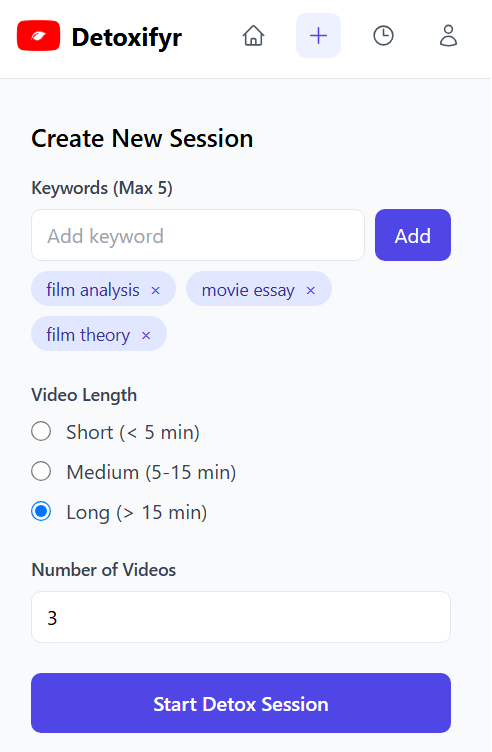 Detoxifyr
Create New Session
Keywords (Max 5)
Add keyword
Add
film analysis ×
movie essay ×
film theory ×
Video Length
Short (< 5 min)
Medium (5-15 min)
Long (> 15 min)
Number of Videos
3
Start Detox Session